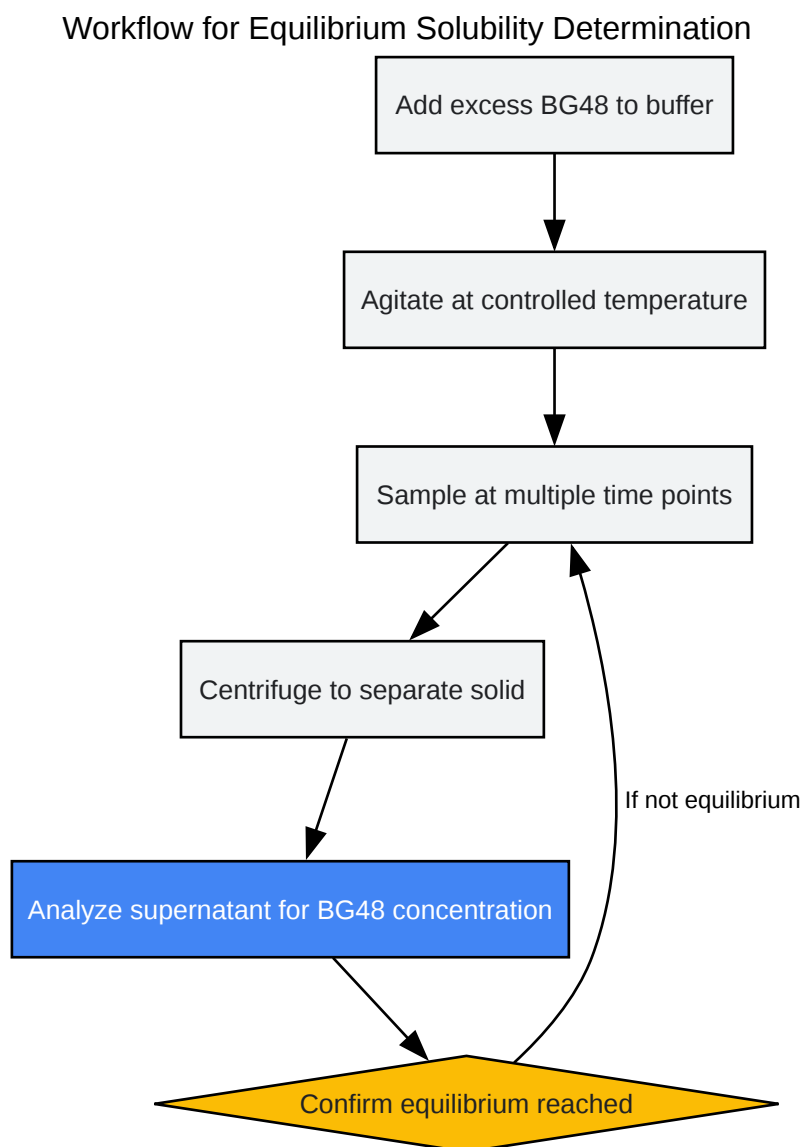 Workflow for Equilibrium Solubility Determination
Add excess BG48 to buffer
Agitate at controlled temperature
Sample at multiple time points
Centrifuge to separate solid
If not equilibrium
Analyze supernatant for BG48 concentration
Confirm equilibrium reached